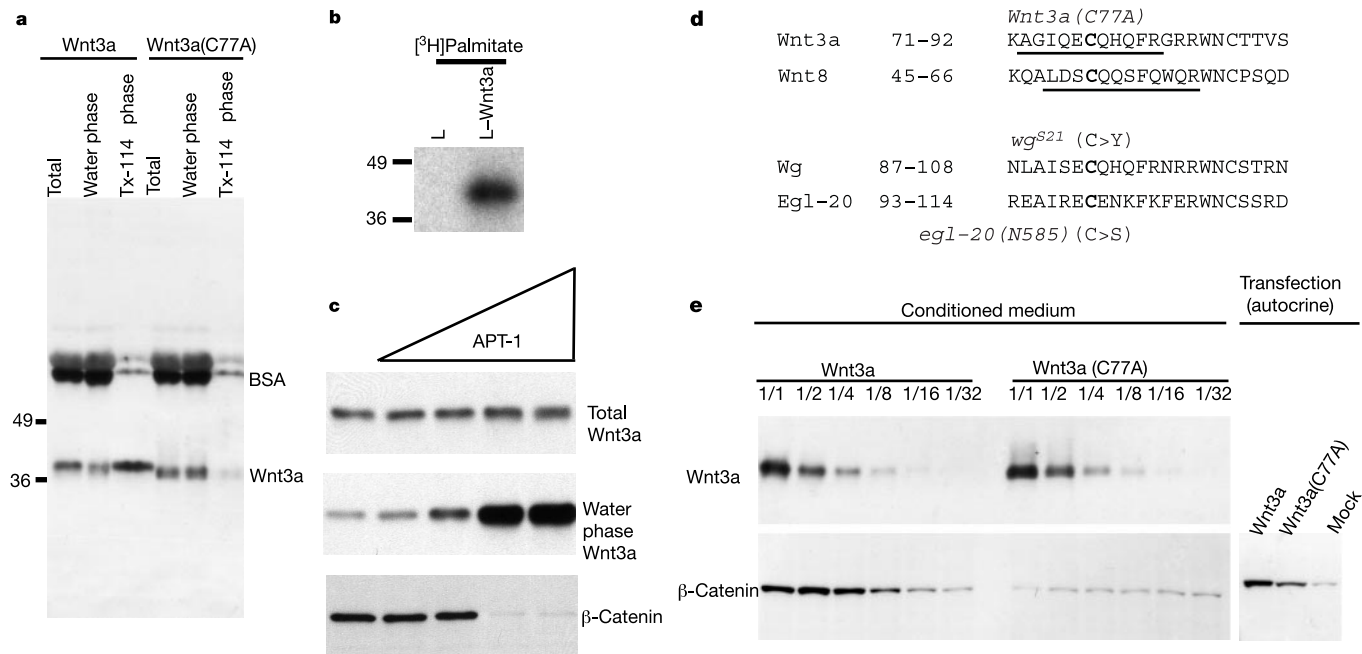 a
Wnt3a Wnt3a(C77A)
Total
Water phase
Tx-114 phase
Total
Water phase
Tx-114 phase
BSA
49
Wnt3a
36
b
[³H]Palmitate
L
L–Wnt3a
49
36
c
APT-1
Total
Wnt3a
Water
phase
Wnt3a
β-Catenin
d
Wnt3a(C77A)
Wnt3a 71-92 KAGIQECQHQFRGRRWNCTTVS
Wnt8 45-66 KQALDSCQQSFQWQRWNCPSQD
wgS21 (C>Y)
Wg 87-108 NLAISECQHQFRNRRWNCSTRN
Egl-20 93-114 REAIRECENKFKFERWNCSSRD
egl-20(N585)(C>S)
e
Conditioned medium
Transfection
(autocrine)
Wnt3a Wnt3a (C77A)
1/1 1/2 1/4 1/8 1/16 1/32 1/1 1/2 1/4 1/8 1/16 1/32
Wnt3a
Wnt3a
Wnt3a(C77A)
Mock
β-Catenin